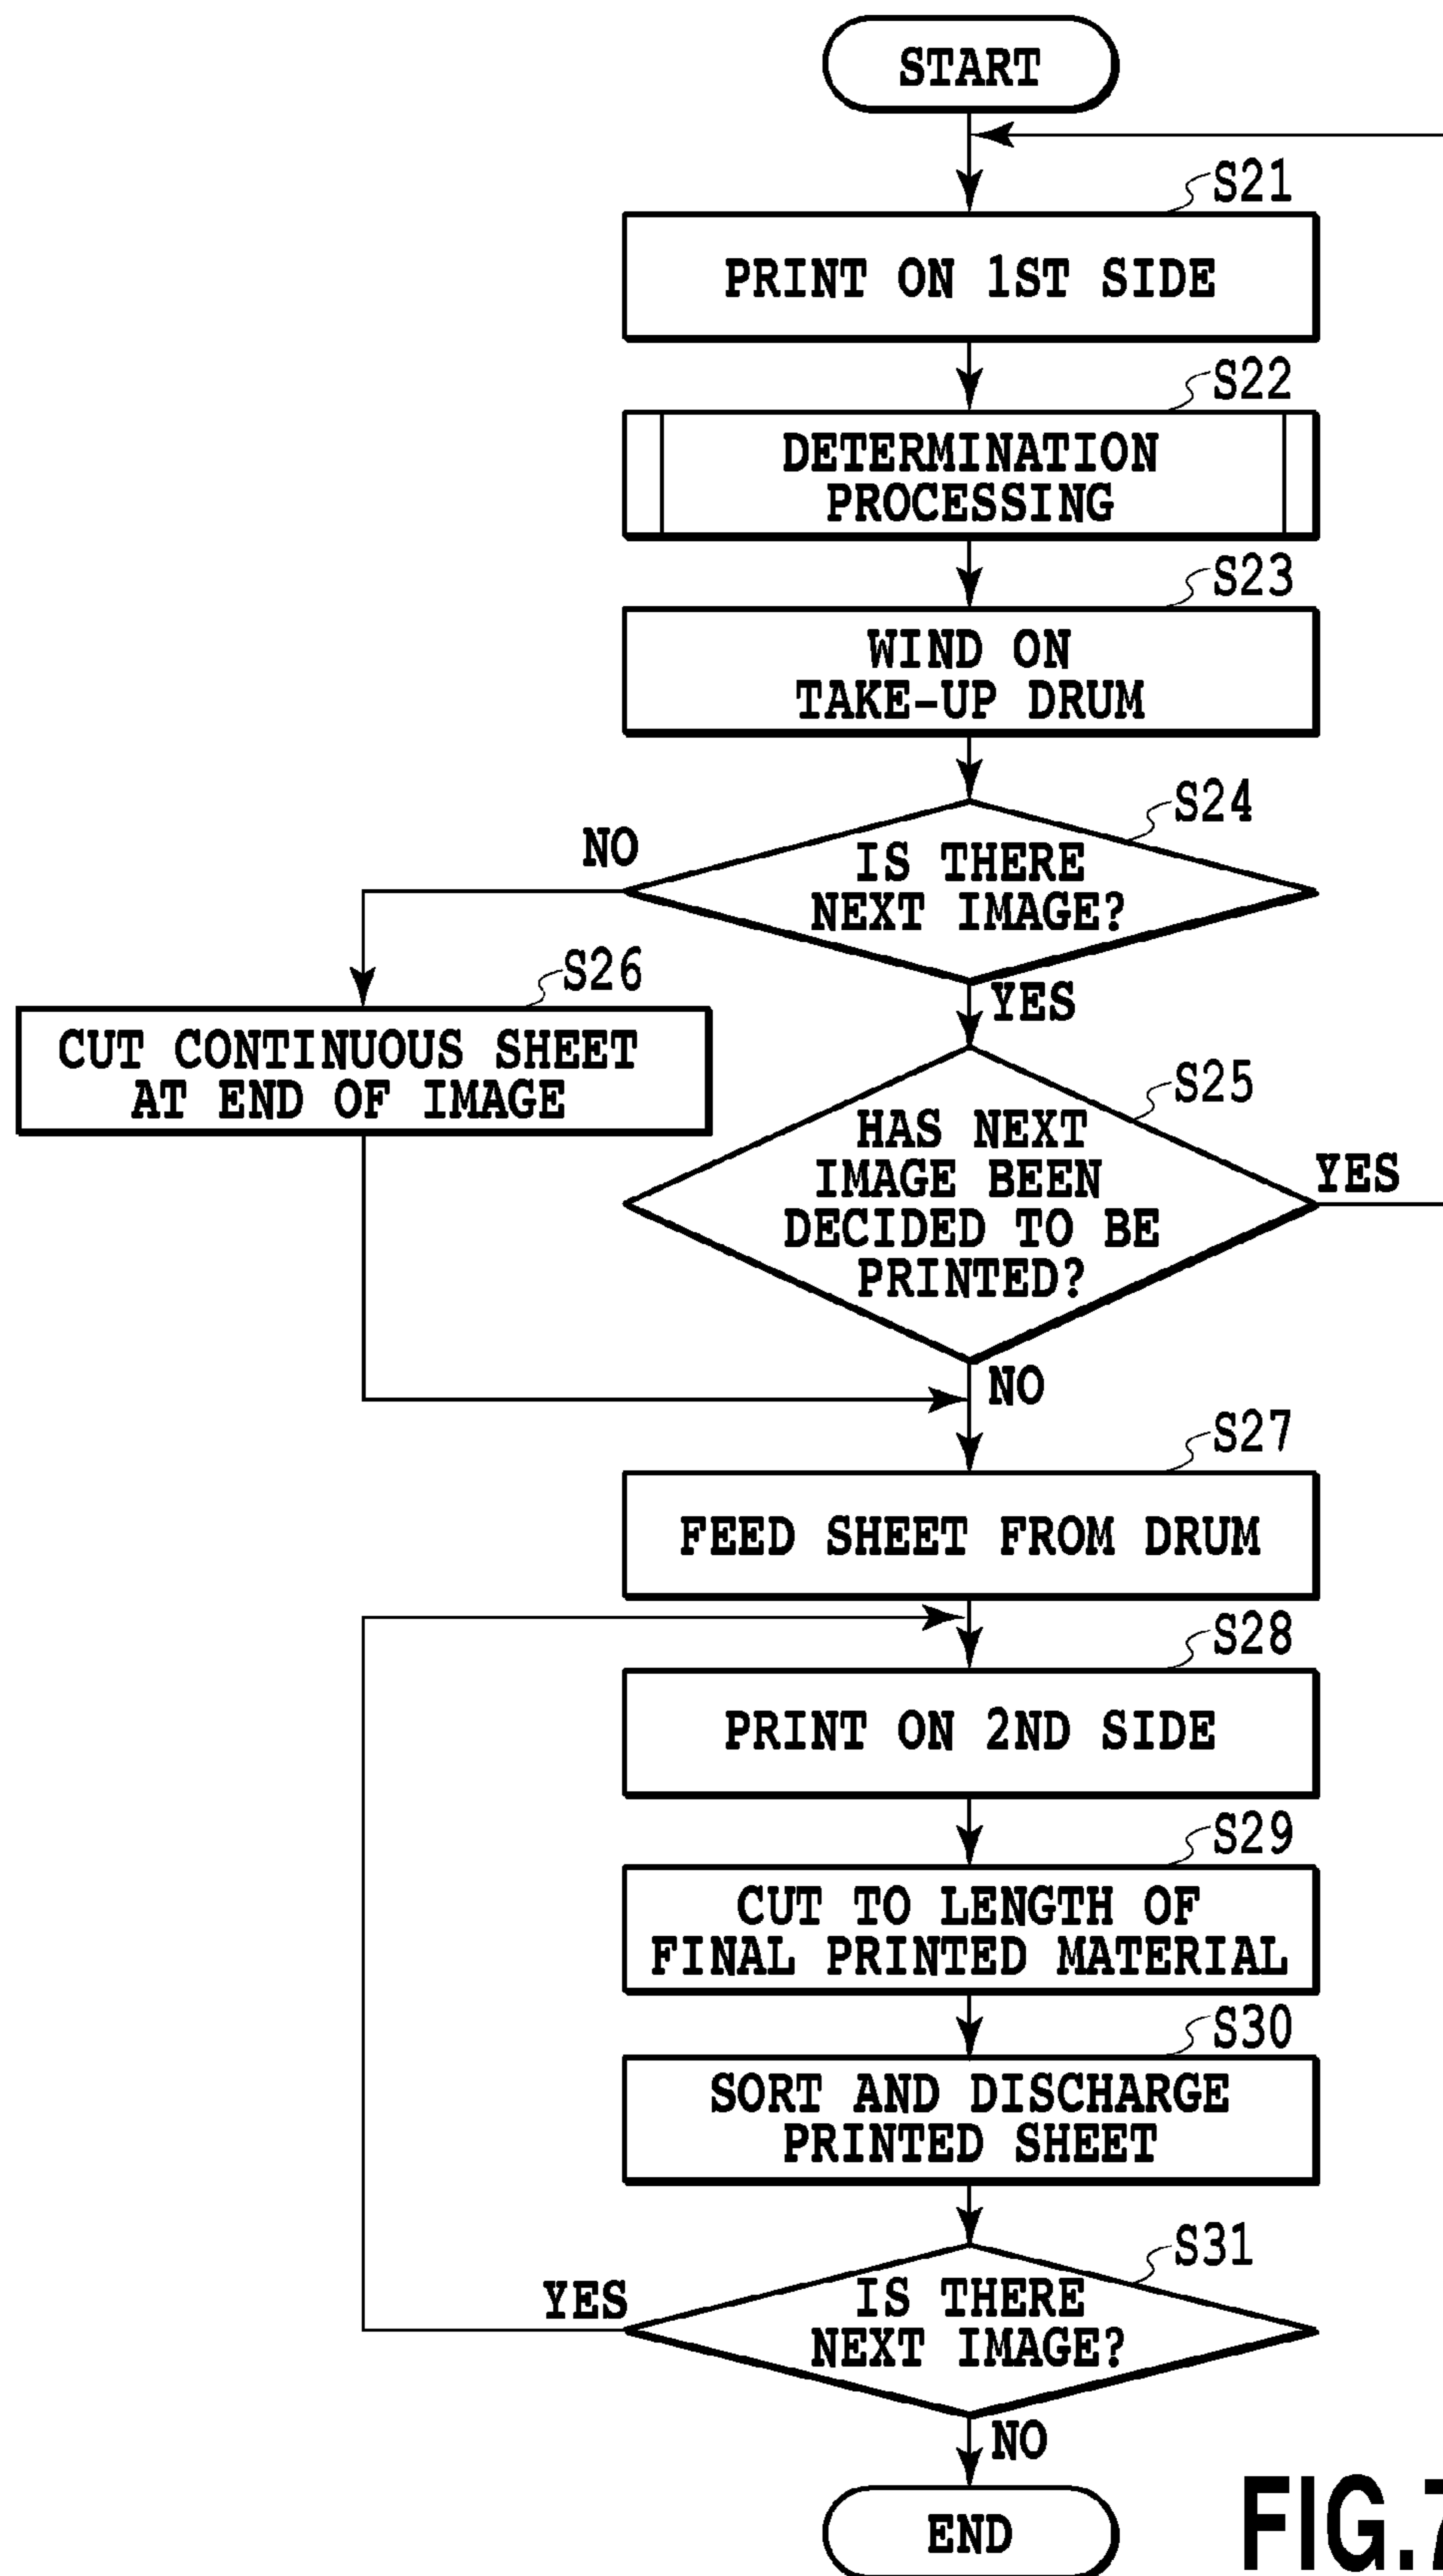 START
S21
PRINT ON 1ST SIDE
S22
DETERMINATION
PROCESSING
S23
WIND ON
TAKE-UP DRUM
S24
NO
IS THERE
NEXT IMAGE?
YES
S26
CUT CONTINUOUS SHEET
AT END OF IMAGE
S25
HAS NEXT
IMAGE BEEN
DECIDED TO BE
PRINTED?
YES
NO
S27
FEED SHEET FROM DRUM
S28
PRINT ON 2ND SIDE
S29
CUT TO LENGTH OF
FINAL PRINTED MATERIAL
S30
SORT AND DISCHARGE
PRINTED SHEET
S31
YES
IS THERE
NEXT IMAGE?
NO
END
FIG.7